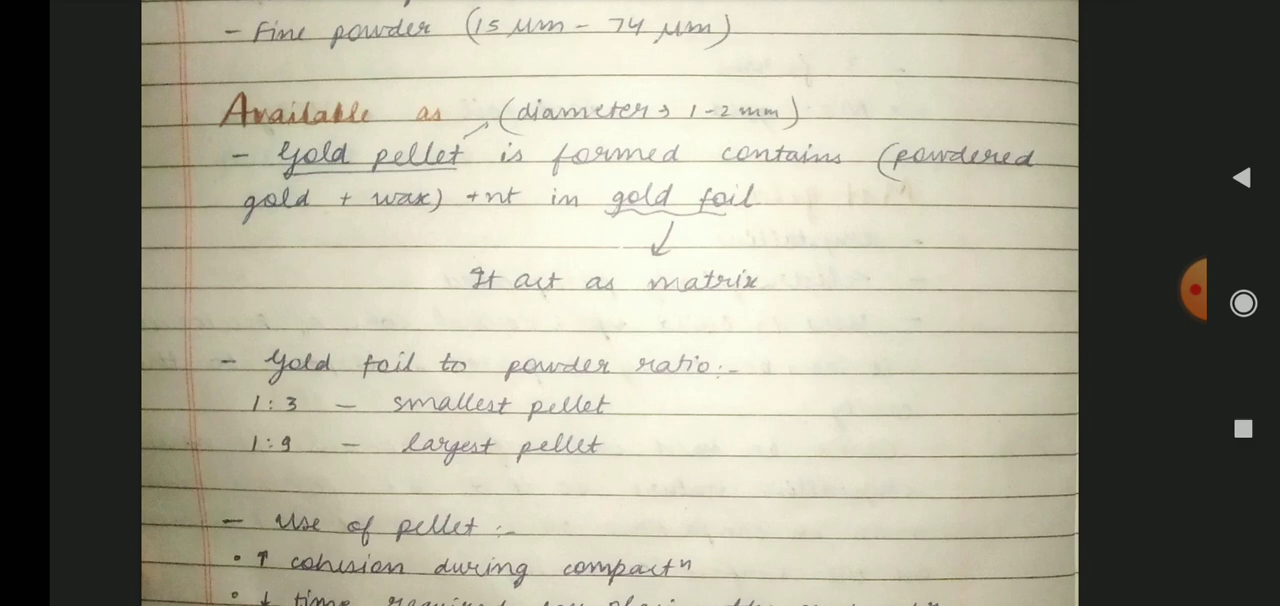 - Fine powder (15 μm - 74 μm)
Available as (diameter → 1-2 mm)
- Gold pellet is formed contains (powdered
gold + wax) +nt in gold foil
↓
It act as matrix
- Gold foil to powder ratio:-
1:3 - smallest pellet
1:9 - largest pellet
- Use of pellet :-
• ↑ cohesion during compactⁿ
• ↓ time required